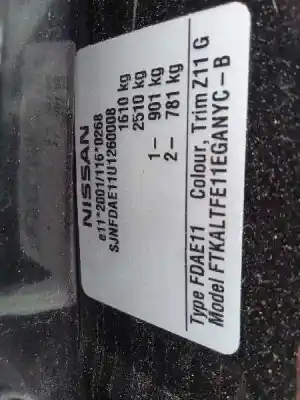 NISSAN
e11*2001/116*0268
SJNFDAE11U1260008
1610 kg
2510 kg
1- 901 kg
2- 781 kg
Type FDAE11 Colour, Trim Z11 G
Model FTKALTFE11EGANYC-B